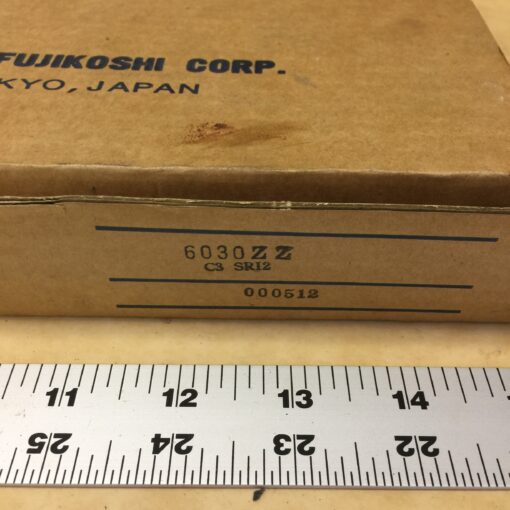 FUJIKOSHI CORP.
KYO, JAPAN
6030ZZ
C3 SRI2
000512
11 12 13 14
25 24 23 22